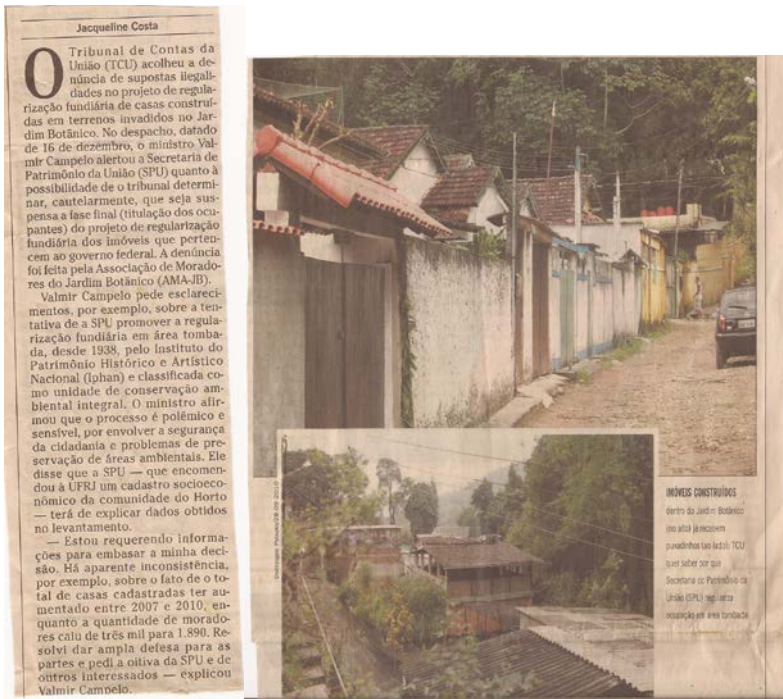 Jacqueline Costa
O Tribunal de Contas da
União (TCU) acolheu a de-
núncia de supostas ilegali-
dades no projeto de regula-
rização fundiária de casas construí-
das em terrenos invadidos no Jar-
dim Botânico. No despacho, datado
de 16 de dezembro, o ministro Val-
mir Campelo alertou a Secretaria de
Patrimônio da União (SPU) quanto à
possibilidade de o tribunal determi-
nar, cautelarmente, que seja sus-
pensa a fase final (titulação dos ocu-
pantes) do projeto de regularização
fundiária dos imóveis que perten-
cem ao governo federal. A denúncia
foi feita pela Associação de Morado-
res do Jardim Botânico (AMA-JB).
Valmir Campelo pede esclareci-
mentos, por exemplo, sobre a ten-
tativa de a SPU promover a regula-
rização fundiária em área tomba-
da, desde 1938, pelo Instituto do
Patrimônio Histórico e Artístico
Nacional (Iphan) e classificada co-
mo unidade de conservação am-
biental integral. O ministro afir-
mou que o processo é polêmico e
sensível, por envolver a segurança
da cidadania e problemas de pre-
servação de áreas ambientais. Ele
disse que a SPU — que encomen-
dou à UFRJ um cadastro socioeco-
nômico da comunidade do Horto
— terá de explicar dados obtidos
no levantamento.
— Estou requerendo informa-
ções para embasar a minha deci-
são. Há aparente inconsistência,
por exemplo, sobre o fato de o to-
tal de casas cadastradas ter au-
mentado entre 2007 e 2010, en-
quanto a quantidade de morado-
res caiu de três mil para 1.890. Re-
solvi dar ampla defesa para as
partes e pedi a oitiva da SPU e de
outros interessados — explicou
Valmir Campelo.
IMÓVEIS CONSTRUÍDOS
dentro do Jardim Botânico
(no alto) já recebem
puxadinhos (ao lado): TCU
quer saber por que
Secretaria do Patrimônio da
União (SPU) regulariza
ocupação em área tombada